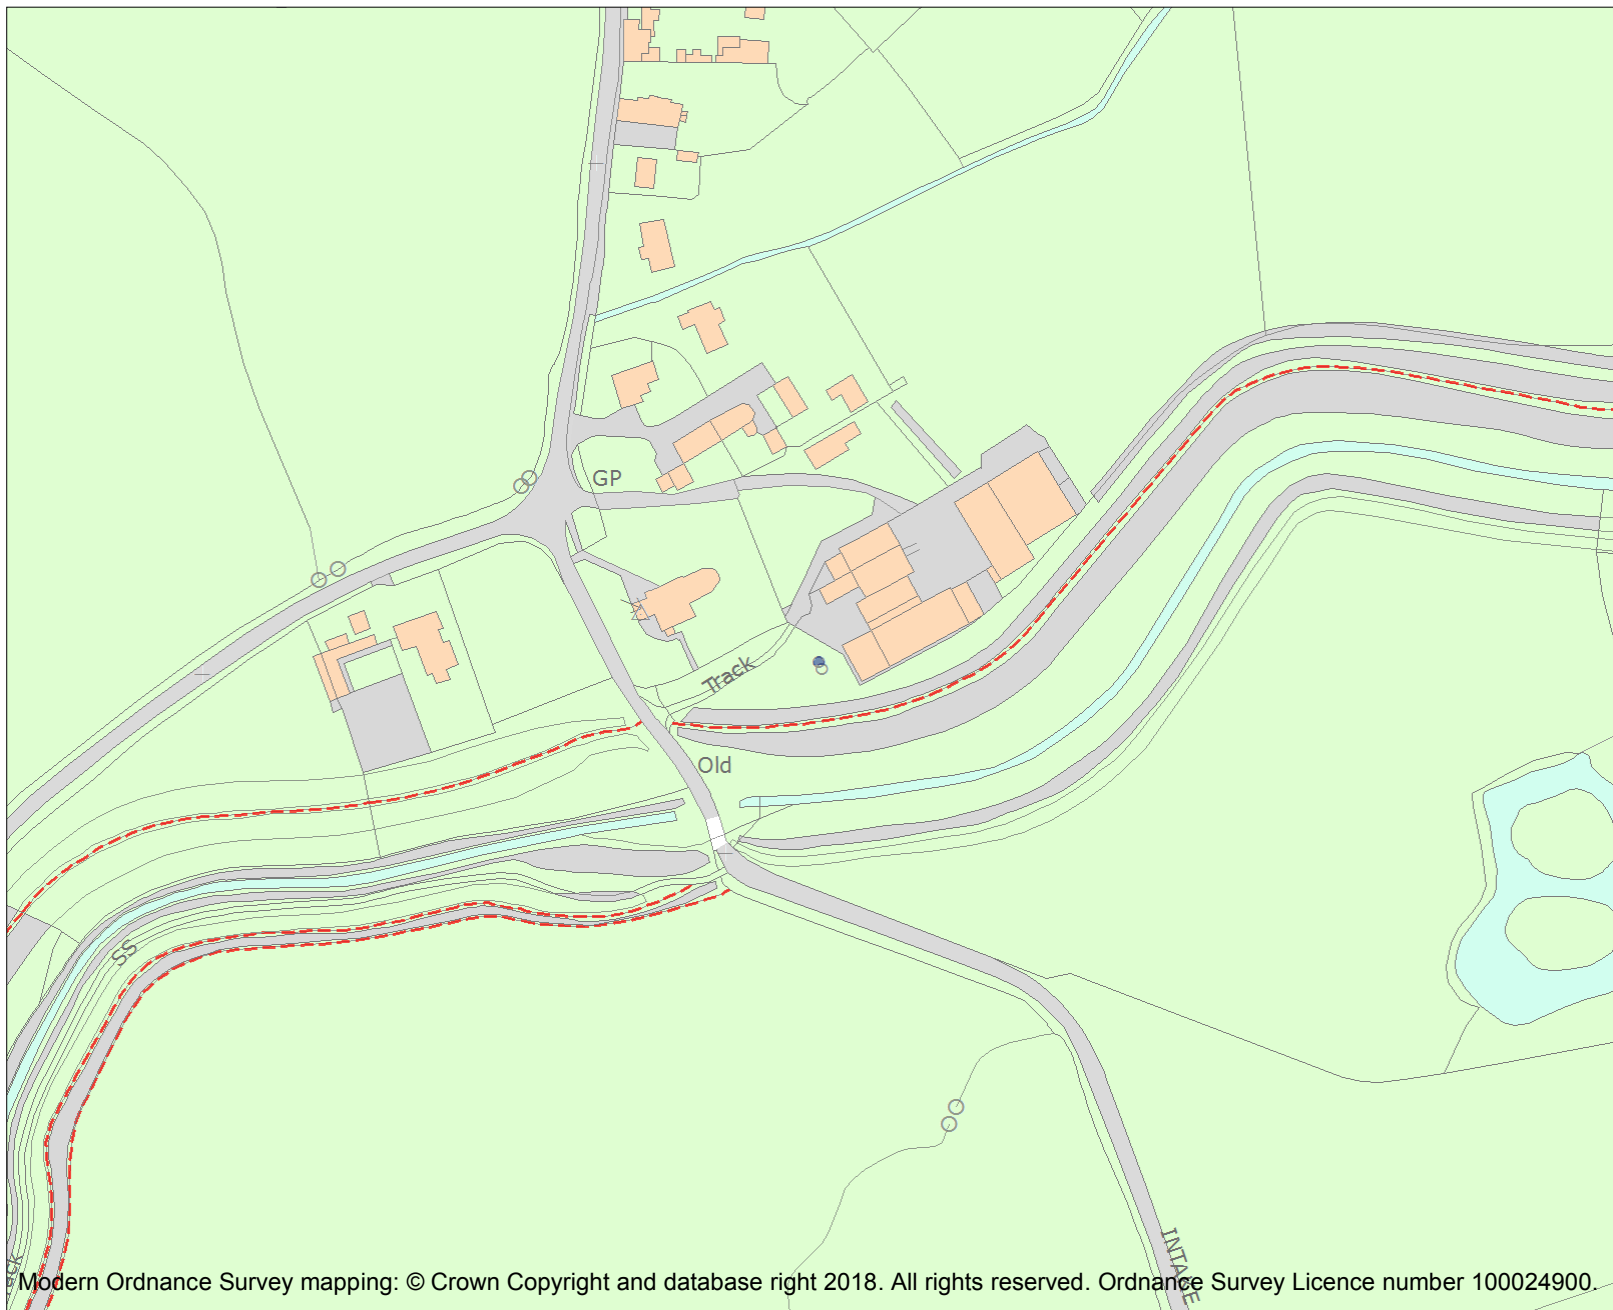 GP
Track
Old
SS
INTAKE
Modern Ordnance Survey mapping: © Crown Copyright and database right 2018. All rights reserved. Ordnance Survey Licence number 100024900.